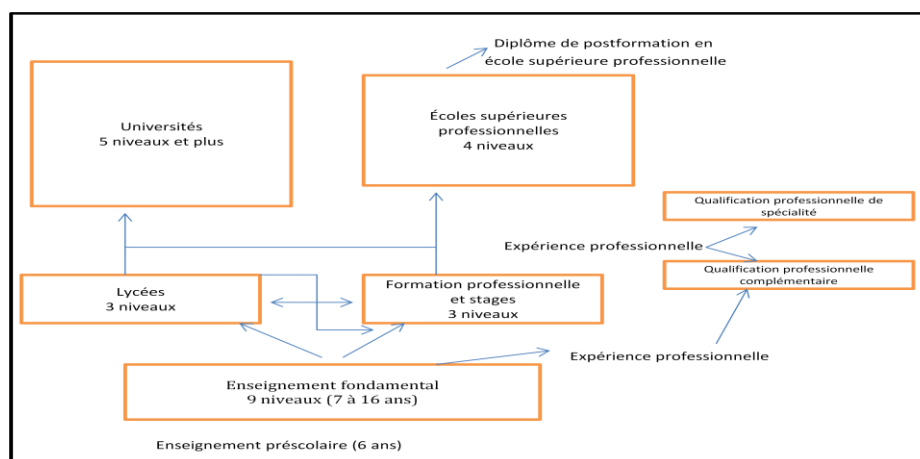 Diplôme de postformation en
école supérieure professionnelle
Universités
5 niveaux et plus
Écoles supérieures
professionnelles
4 niveaux
Qualification professionnelle de
spécialité
Expérience professionnelle
Qualification professionnelle
complémentaire
Lycées
3 niveaux
Formation professionnelle
et stages
3 niveaux
Expérience professionnelle
Enseignement fondamental
9 niveaux (7 à 16 ans)
Enseignement préscolaire (6 ans)